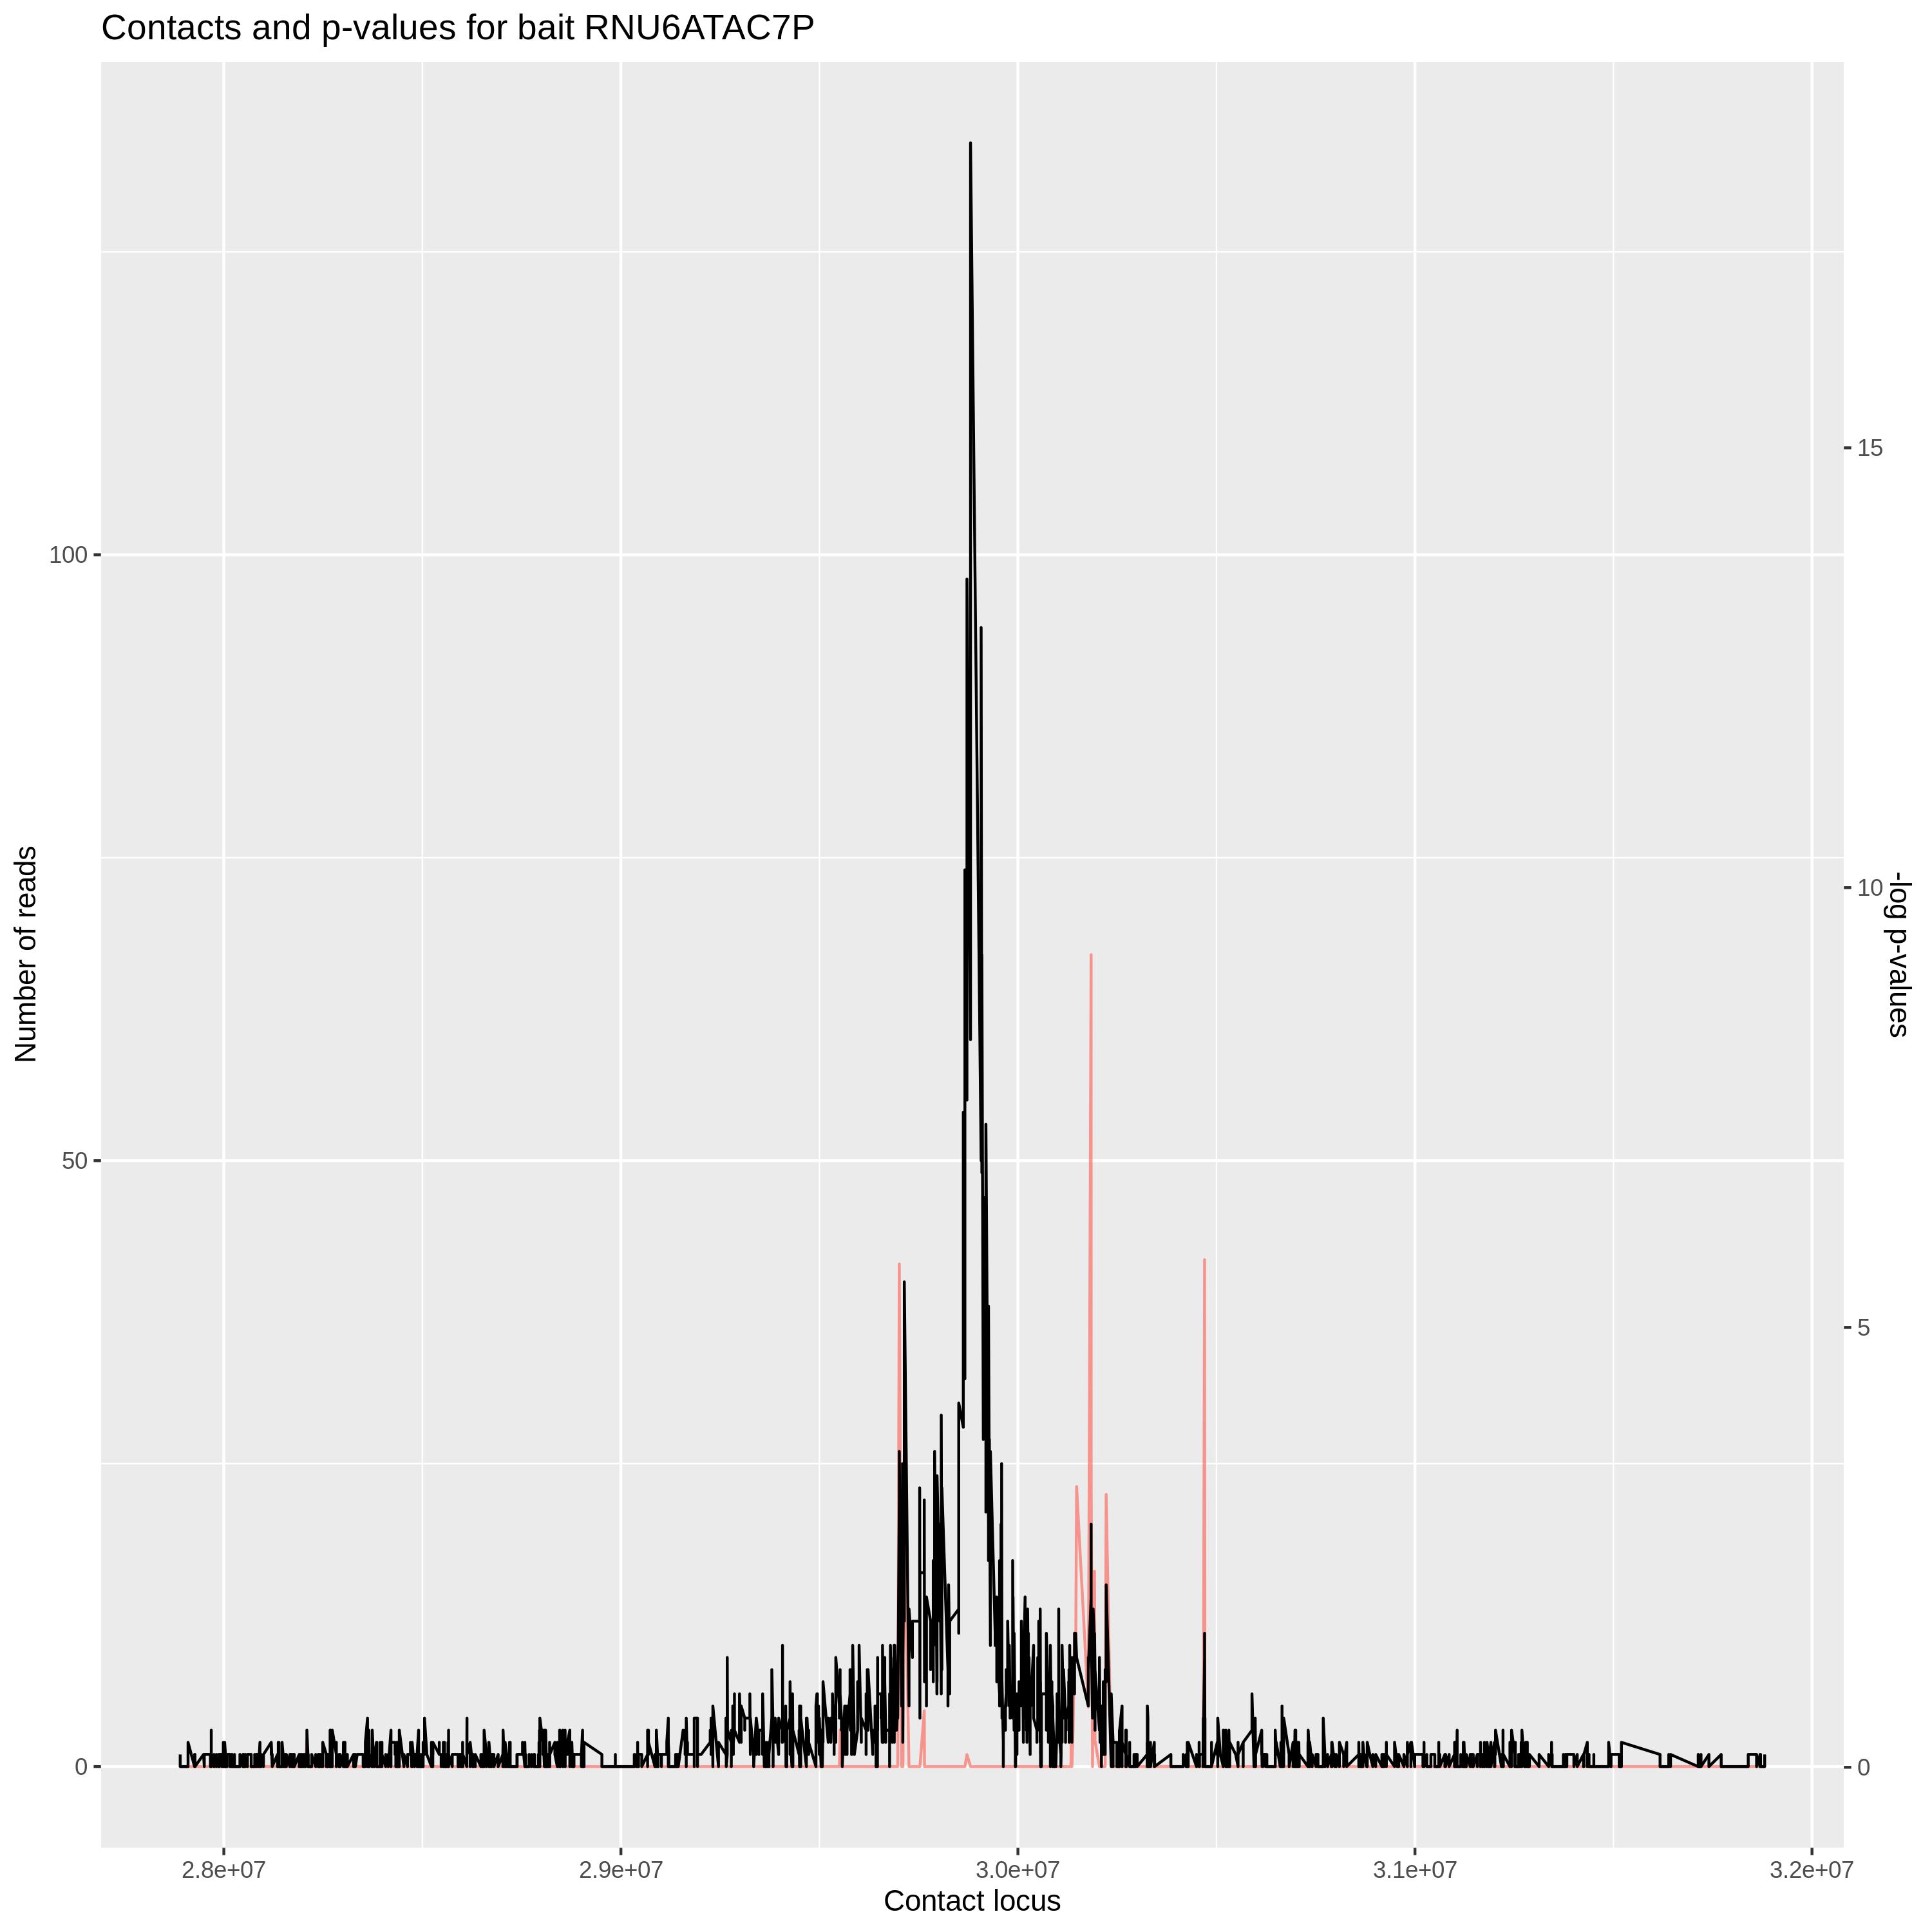 Contacts and p-values for bait RNU6ATAC7P
100
50
0
Number of reads
15
10
5
0
-log p-values
2.8e+07
2.9e+07
3.0e+07
3.1e+07
3.2e+07
Contact locus